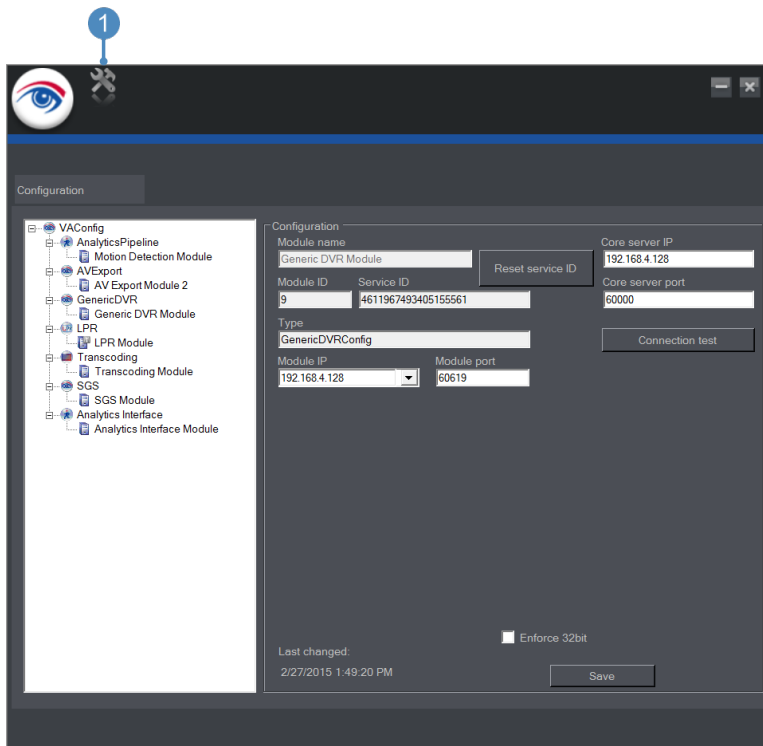 1
Configuration
VAConfig
AnalyticsPipeline
Motion Detection Module
AVExport
AV Export Module 2
GenericDVR
Generic DVR Module
LPR
LPR Module
Transcoding
Transcoding Module
SGS
SGS Module
Analytics Interface
Analytics Interface Module
Configuration
Module name
Generic DVR Module
Reset service ID
Core server IP
192.168.4.128
Module ID
Service ID
9
4611967493405155561
Core server port
60000
Type
GenericDVRConfig
Connection test
Module IP
Module port
192.168.4.128
60619
Enforce 32bit
Last changed:
2/27/2015 1:49:20 PM
Save